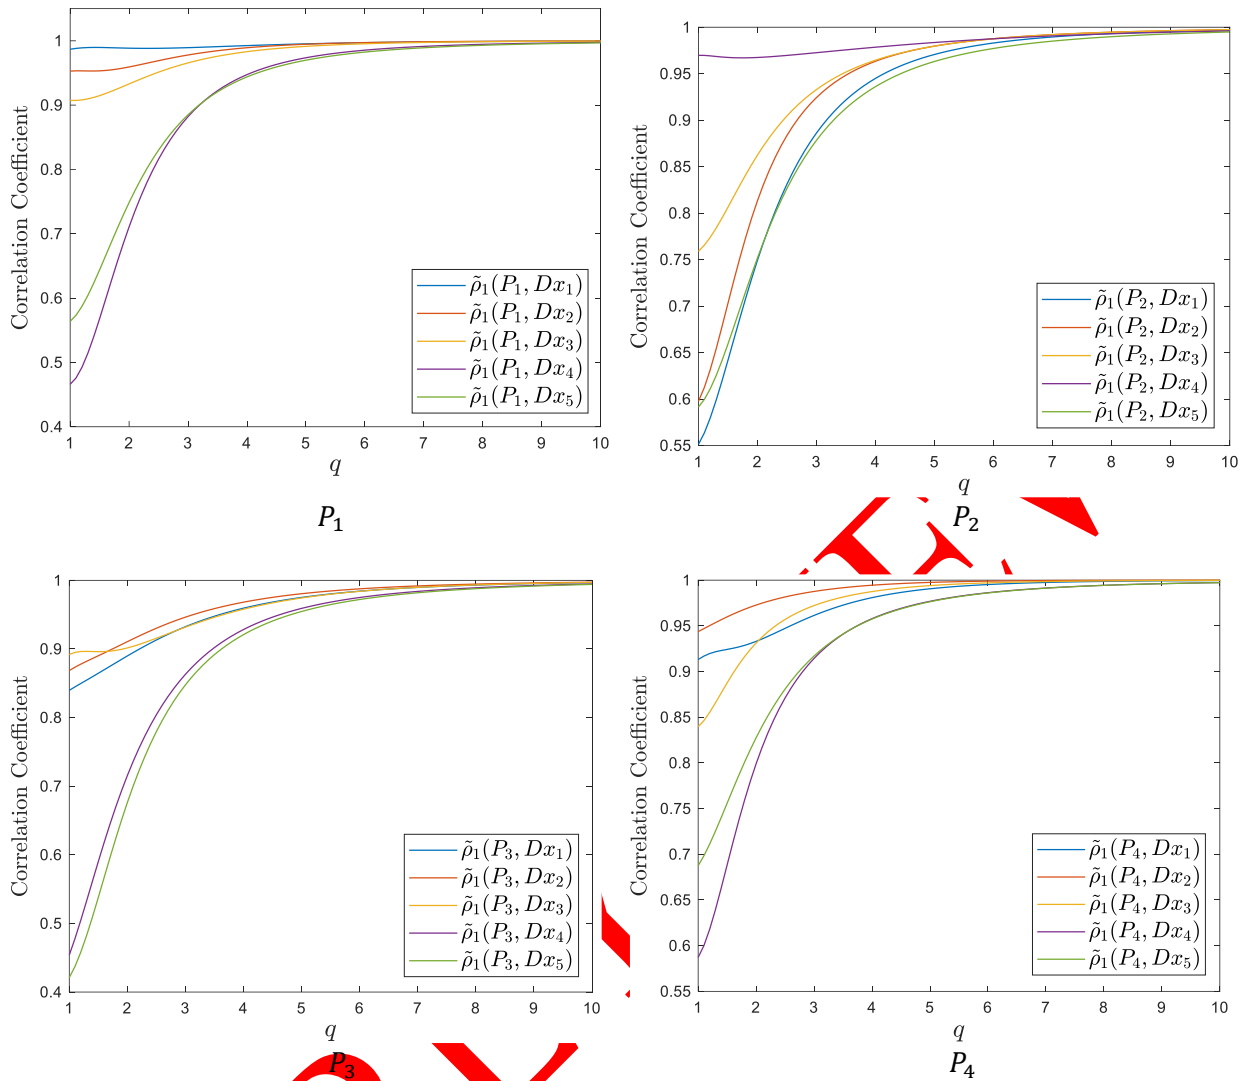 1
0.9
0.8
0.7
0.6
0.5
0.4
Correlation Coefficient
ρ̃₁(P₁, Dx₁)
ρ̃₁(P₁, Dx₂)
ρ̃₁(P₁, Dx₃)
ρ̃₁(P₁, Dx₄)
ρ̃₁(P₁, Dx₅)
1 2 3 4 5 6 7 8 9 10
q
P₁
1
0.95
0.9
0.85
0.8
0.75
0.7
0.65
0.6
0.55
Correlation Coefficient
ρ̃₁(P₂, Dx₁)
ρ̃₁(P₂, Dx₂)
ρ̃₁(P₂, Dx₃)
ρ̃₁(P₂, Dx₄)
ρ̃₁(P₂, Dx₅)
1 2 3 4 5 6 7 8 9 10
q
P₂
1
0.9
0.8
0.7
0.6
0.5
0.4
Correlation Coefficient
ρ̃₁(P₃, Dx₁)
ρ̃₁(P₃, Dx₂)
ρ̃₁(P₃, Dx₃)
ρ̃₁(P₃, Dx₄)
ρ̃₁(P₃, Dx₅)
1 2 3 4 5 6 7 8 9 10
q
P₃
1
0.95
0.9
0.85
0.8
0.75
0.7
0.65
0.6
0.55
Correlation Coefficient
ρ̃₁(P₄, Dx₁)
ρ̃₁(P₄, Dx₂)
ρ̃₁(P₄, Dx₃)
ρ̃₁(P₄, Dx₄)
ρ̃₁(P₄, Dx₅)
1 2 3 4 5 6 7 8 9 10
q
P₄